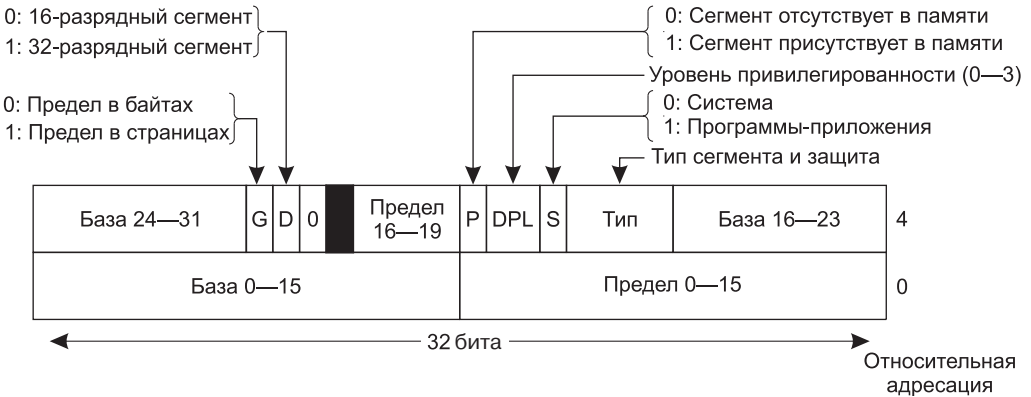 0: 16-разрядный сегмент
1: 32-разрядный сегмент
0: Предел в байтах
1: Предел в страницах
0: Сегмент отсутствует в памяти
1: Сегмент присутствует в памяти
Уровень привилегированности (0—3)
0: Система
1: Программы-приложения
Тип сегмента и защита
База 24—31 G D 0 Предел 16—19 P DPL S Тип База 16—23 4
База 0—15 Предел 0—15 0
32 бита
Относительная
адресация